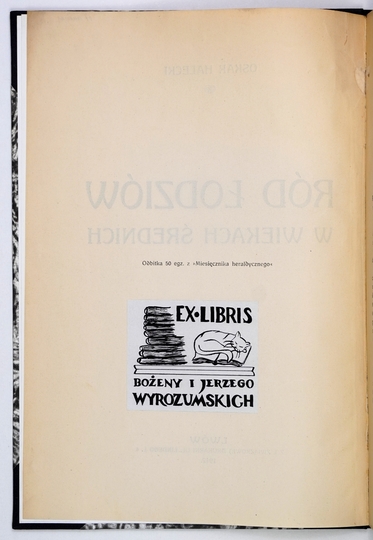 Odbitka 50 egz. z «Miesięcznika heraldycznego»
EX • LIBRIS
BOŻENY I JERZEGO
WYROZUMSKICH
OSKAR HALECKI
RÓD ŁODZIÓW
W WIEKACH ŚREDNICH
LWÓW